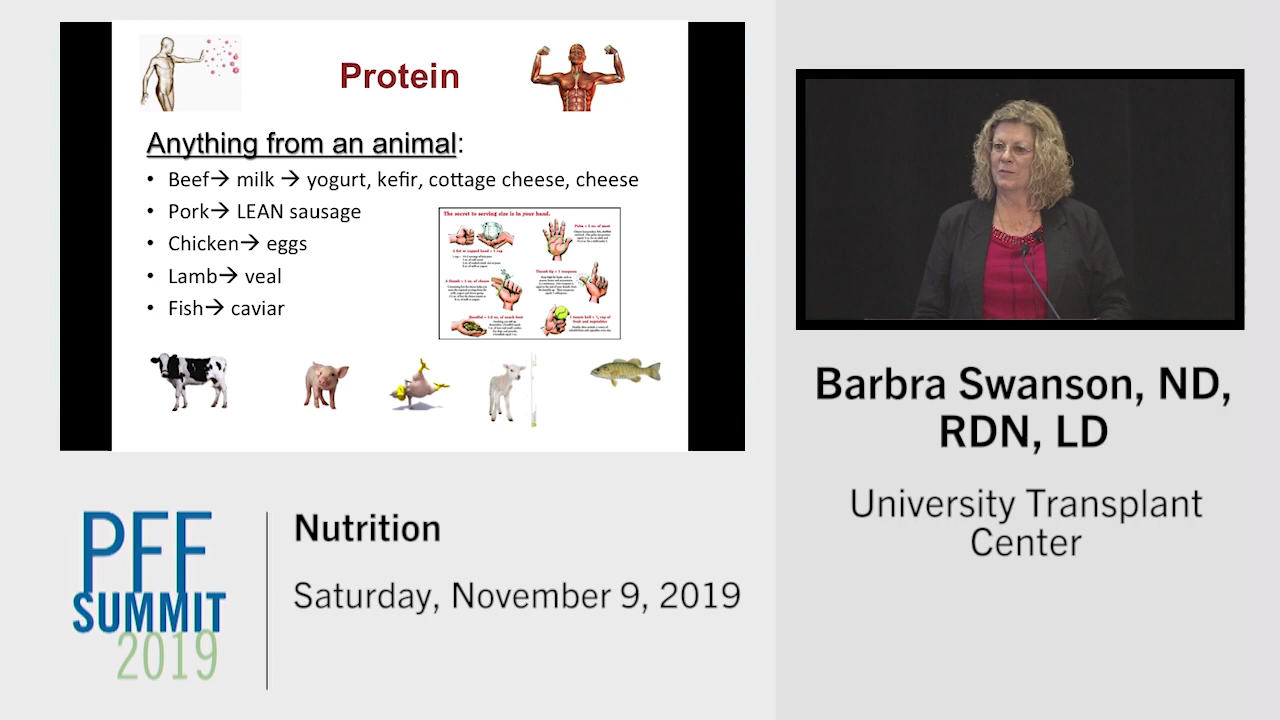 Protein
Anything from an animal:
• Beef→ milk → yogurt, kefir, cottage cheese, cheese
• Pork→ LEAN sausage
• Chicken→ eggs
• Lamb→ veal
• Fish→ caviar
The secret to serving size is in your hand.
Barbra Swanson, ND,
RDN, LD
University Transplant
Center
PFF
SUMMIT
2019
Nutrition
Saturday, November 9, 2019